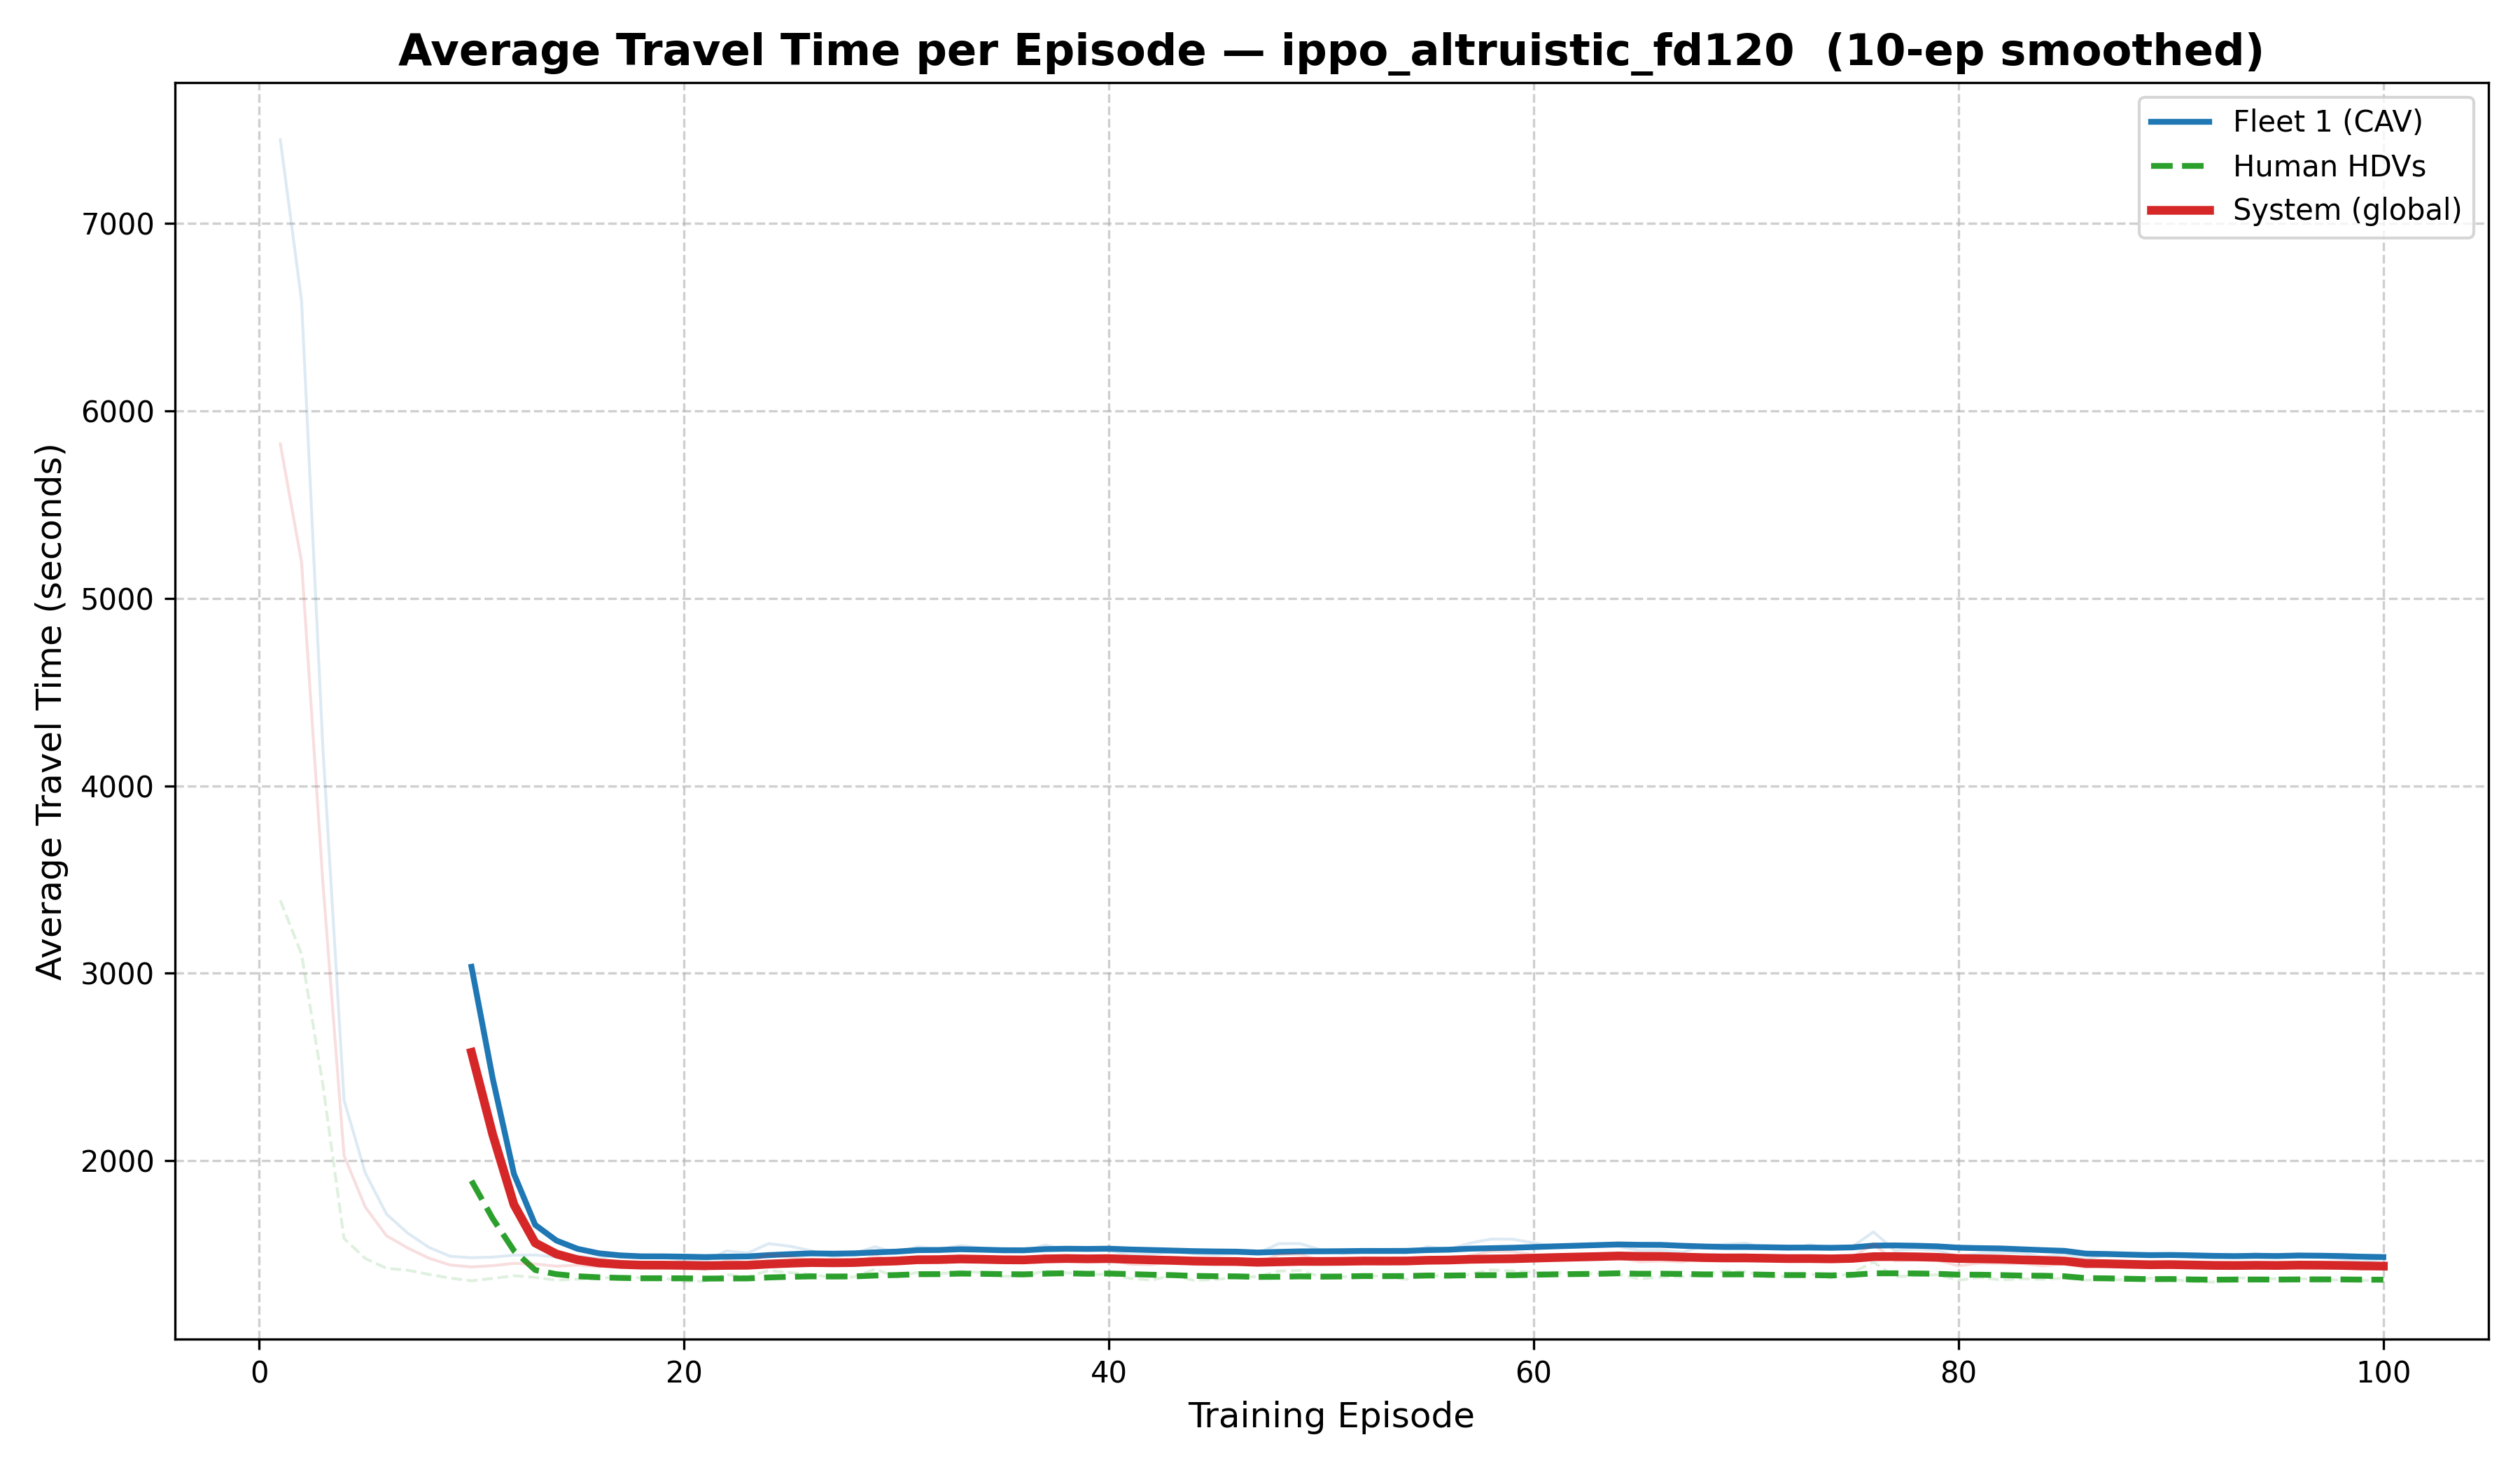 Average Travel Time per Episode — ippo_altruistic_fd120  (10-ep smoothed)
Fleet 1 (CAV)
Human HDVs
System (global)
Average Travel Time (seconds)
7000
6000
5000
4000
3000
2000
0
20
40
60
80
100
Training Episode